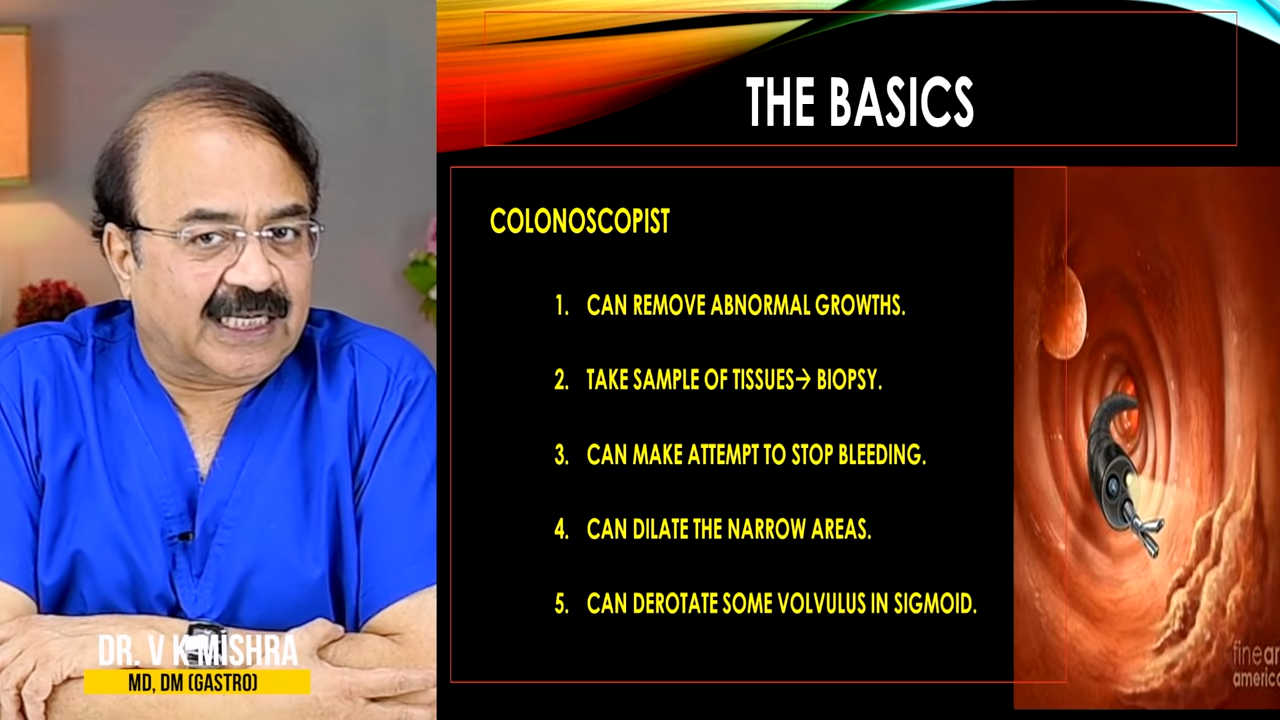 THE BASICS
COLONOSCOPIST
1. CAN REMOVE ABNORMAL GROWTHS.
2. TAKE SAMPLE OF TISSUES→ BIOPSY.
3. CAN MAKE ATTEMPT TO STOP BLEEDING.
4. CAN DILATE THE NARROW AREAS.
5. CAN DEROTATE SOME VOLVULUS IN SIGMOID.
DR. V K MISHRA
MD, DM (GASTRO)